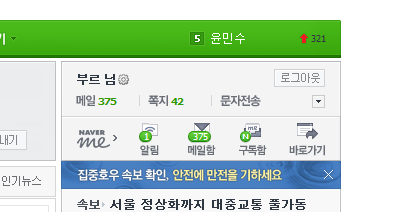 5 윤민수 321
부르 님 로그아웃
메일 375 쪽지 42 문자전송
NAVER me
1 375 N me
알림 메일함 구독함 바로가기
내기
집중호우 속보 확인, 안전에 만전을 기하세요
인기뉴스
속보 서울 정상화까지 대중교통 풀가동